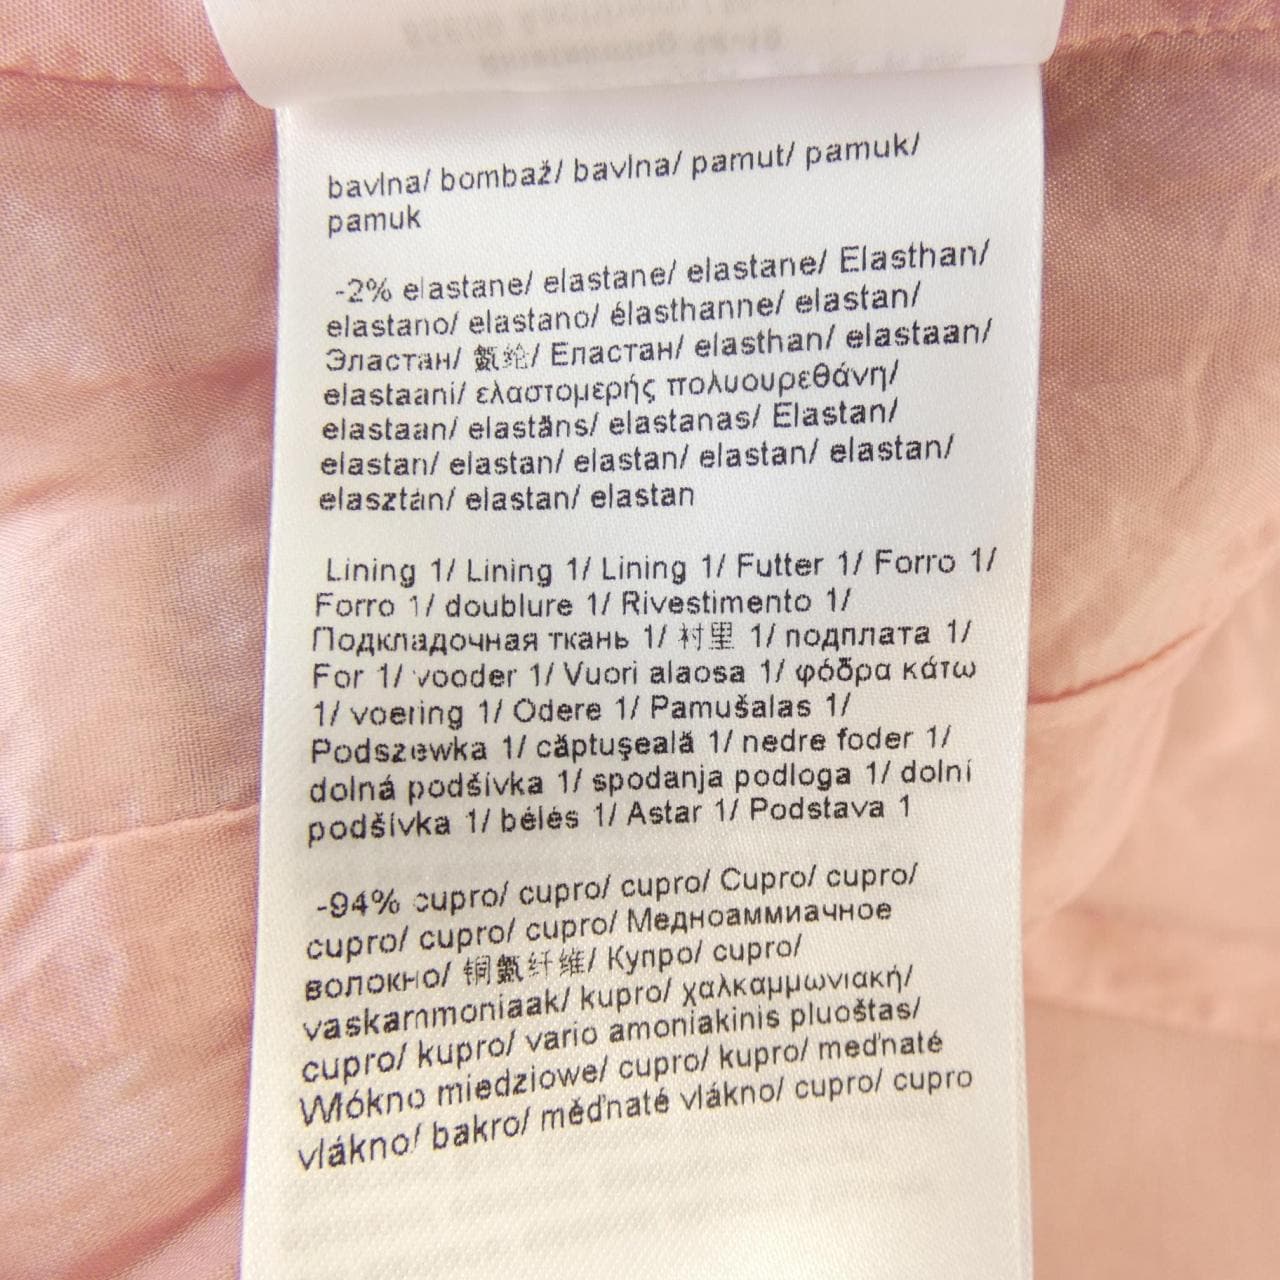 bavlna/ bombaž/ bavlna/ pamut/ pamuk/
pamuk
-2% elastane/ elastane/ elastane/ Elasthan/
elastano/ elastano/ élasthanne/ elastan/
Эластан/ 氨纶/ Еластан/ elasthan/ elastaan/
elastaani/ ελαστομερής πολυουρεθάνη/
elastaan/ elastāns/ elastanas/ Elastan/
elastan/ elastan/ elastan/ elastan/ elastan/
elasztán/ elastan/ elastan
Lining 1/ Lining 1/ Lining 1/ Futter 1/ Forro 1/
Forro 1/ doublure 1/ Rivestimento 1/
Подкладочная ткань 1/ 衬里 1/ подплата 1/
For 1/ vooder 1/ Vuori alaosa 1/ φόδρα κάτω
1/ voering 1/ Odere 1/ Pamušalas 1/
Podszewka 1/ căptuşeală 1/ nedre foder 1/
dolná podšívka 1/ spodanja podloga 1/ dolní
podšívka 1/ bélés 1/ Astar 1/ Podstava 1
-94% cupro/ cupro/ cupro/ Cupro/ cupro/
cupro/ cupro/ cupro/ Медноаммиачное
волокно/ 铜氨纤维/ Купро/ cupro/
vaskammoniaak/ kupro/ χαλκαμμωνιακή/
cupro/ kupro/ vario amoniakinis pluoštas/
Włókno miedziowe/ cupro/ kupro/ meďnaté
vlákno/ bakro/ měďnaté vlákno/ cupro/ cupro